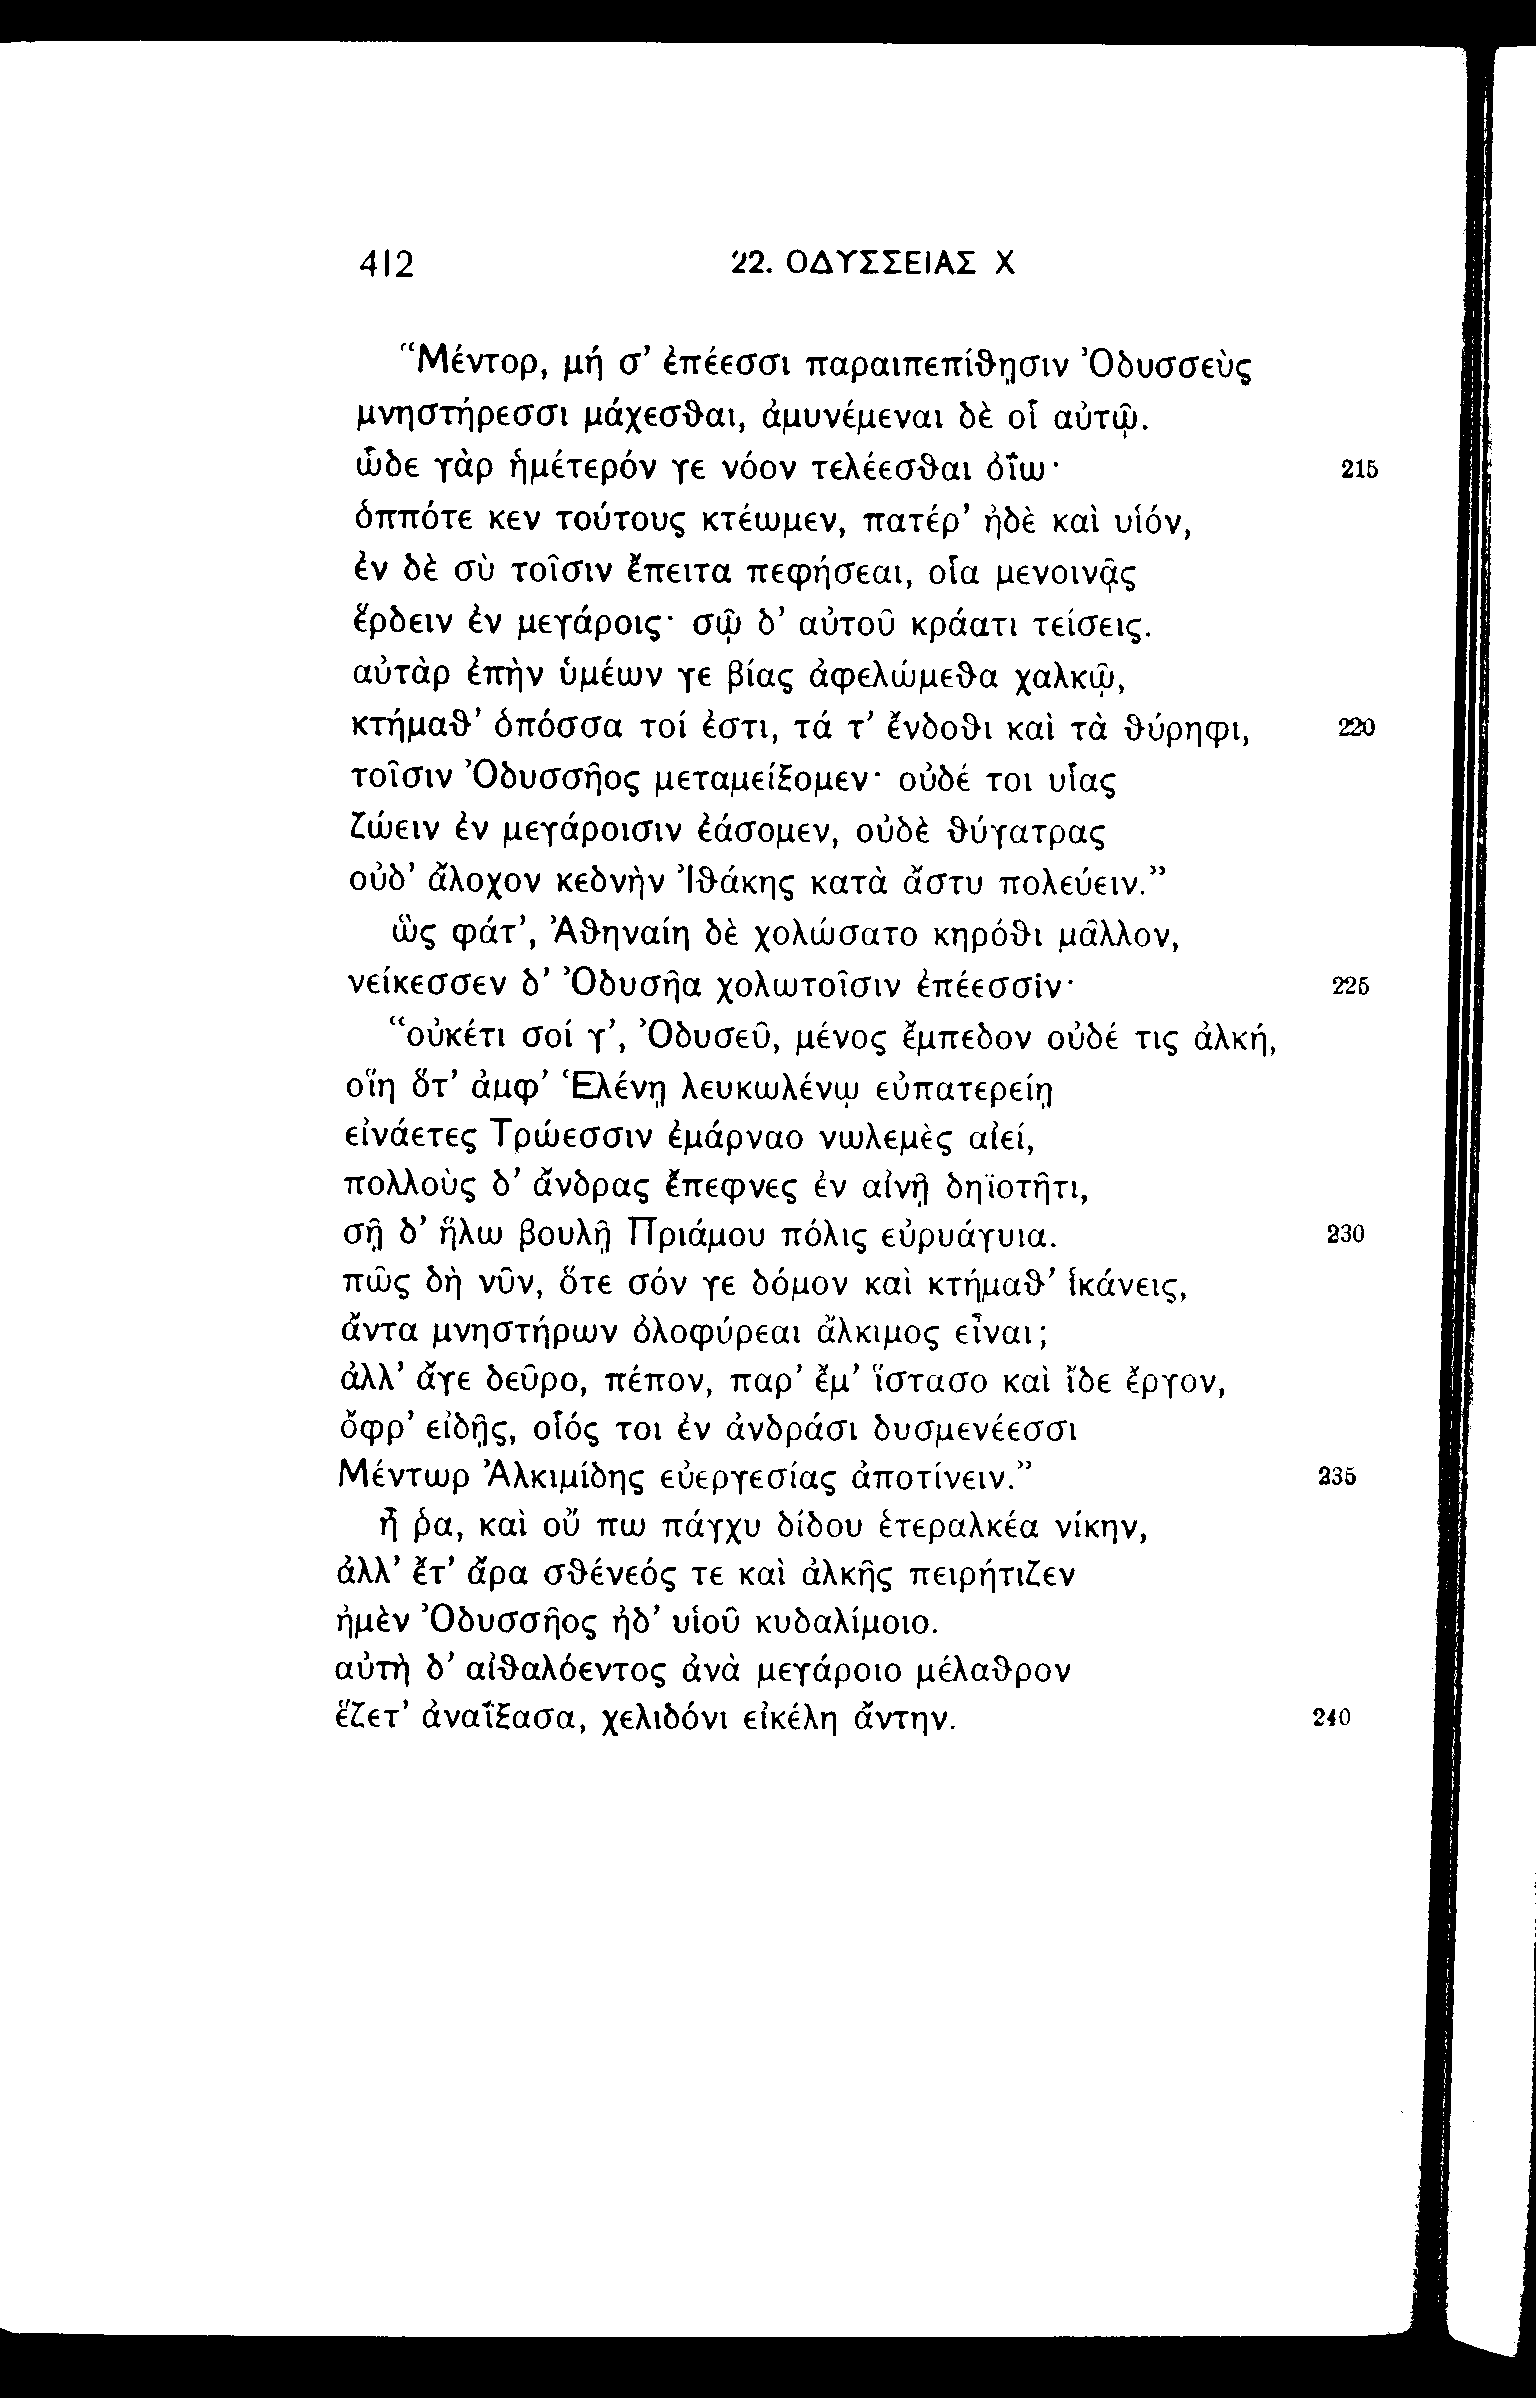 412 22. ΟΔΥΣΣΕΙΑΣ Χ
“Μέντορ, μή σ’ ἐπέεσσι παραιπεπίθῃσιν Ὀδυσσεὺς
μνηστήρεσσι μάχεσθαι, ἀμυνέμεναι δὲ οἷ αὐτῷ.
ὧδε γὰρ ἡμέτερόν γε νόον τελέεσθαι ὀΐω· 215
ὁππότε κεν τούτους κτέωμεν, πατέρ’ ἠδὲ καὶ υἱόν,
ἐν δὲ σὺ τοῖσιν ἔπειτα πεφήσεαι, οἷα μενοινᾷς
ἔρδειν ἐν μεγάροις· σῷ δ’ αὐτοῦ κράατι τείσεις.
αὐτὰρ ἐπὴν ὑμέων γε βίας ἀφελώμεθα χαλκῷ,
κτήμαθ’ ὁπόσσα τοί ἐστι, τά τ’ ἔνδοθι καὶ τὰ θύρηφι, 220
τοῖσιν Ὀδυσσῆος μεταμείξομεν· οὐδέ τοι υἷας
ζώειν ἐν μεγάροισιν ἐάσομεν, οὐδὲ θύγατρας
οὐδ’ ἄλοχον κεδνὴν Ἰθάκης κατὰ ἄστυ πολεύειν.”
ὣς φάτ’, Ἀθηναίη δὲ χολώσατο κηρόθι μᾶλλον,
νείκεσσεν δ’ Ὀδυσῆα χολωτοῖσιν ἐπέεσσιν· 225
“οὐκέτι σοί γ’, Ὀδυσεῦ, μένος ἔμπεδον οὐδέ τις ἀλκή,
οἵη ὅτ’ ἀμφ’ Ἑλένῃ λευκωλένῳ εὐπατερείῃ
εἰνάετες Τρώεσσιν ἐμάρναο νωλεμὲς αἰεί,
πολλοὺς δ’ ἄνδρας ἔπεφνες ἐν αἰνῇ δηϊοτῆτι,
σῇ δ’ ἥλω βουλῇ Πριάμου πόλις εὐρυάγυια. 230
πῶς δὴ νῦν, ὅτε σόν γε δόμον καὶ κτήμαθ’ ἱκάνεις,
ἄντα μνηστήρων ὀλοφύρεαι ἄλκιμος εἶναι;
ἀλλ’ ἄγε δεῦρο, πέπον, παρ’ ἔμ’ ἵστασο καὶ ἴδε ἔργον,
ὄφρ’ εἰδῇς, οἷός τοι ἐν ἀνδράσι δυσμενέεσσι
Μέντωρ Ἀλκιμίδης εὐεργεσίας ἀποτίνειν.” 235
ἦ ῥα, καὶ οὔ πω πάγχυ δίδου ἑτεραλκέα νίκην,
ἀλλ’ ἔτ’ ἄρα σθένεός τε καὶ ἀλκῆς πειρήτιζεν
ἠμὲν Ὀδυσσῆος ἠδ’ υἱοῦ κυδαλίμοιο.
αὐτὴ δ’ αἰθαλόεντος ἀνὰ μεγάροιο μέλαθρον
ἕζετ’ ἀναΐξασα, χελιδόνι εἰκέλη ἄντην. 240